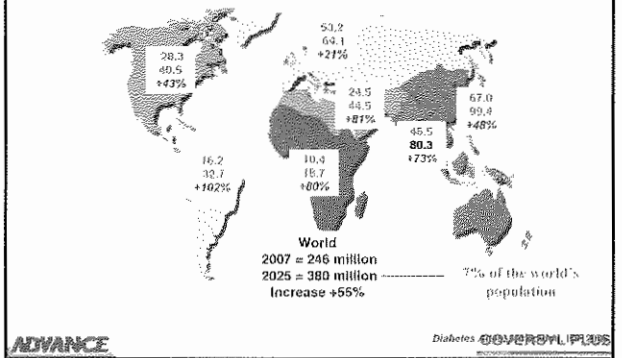 53.2
64.1
+21%
28.3
40.5
+43%
24.5
44.5
+81%
67.0
99.4
+48%
46.5
80.3
+73%
16.2
32.7
+102%
10.4
18.7
+80%
World
2007 = 246 million
2025 = 380 million
Increase +55%
7% of the world's
population
ADVANCE
Diabetes
COVERSYL PLUS